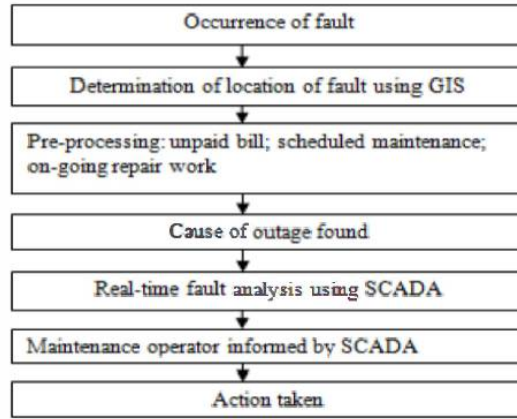 Occurrence of fault
Determination of location of fault using GIS
Pre-processing: unpaid bill; scheduled maintenance;
on-going repair work
Cause of outage found
Real-time fault analysis using SCADA
Maintenance operator informed by SCADA
Action taken